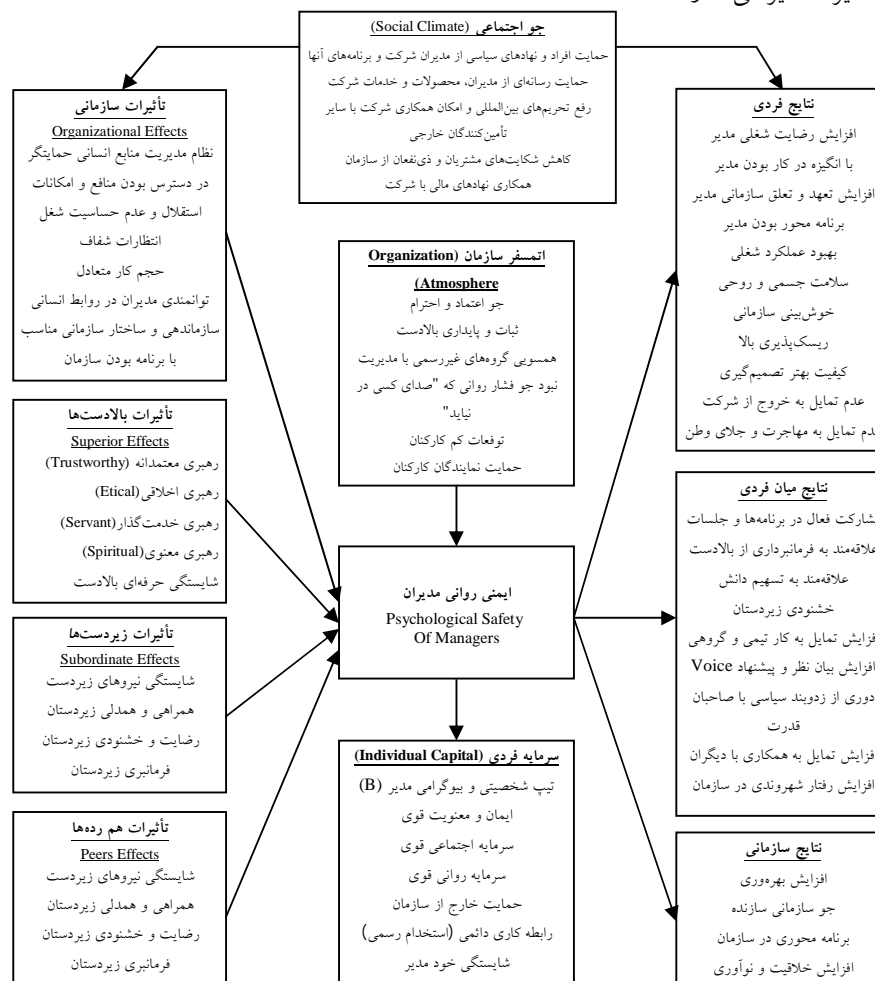 جو اجتماعی (Social Climate)
حمایت افراد و نهادهای سیاسی از مدیران شرکت و برنامه‌های آنها
حمایت رسانه‌ای از مدیران، محصولات و خدمات شرکت
رفع تحریم‌های بین‌المللی و امکان همکاری شرکت با سایر
تأمین‌کنندگان خارجی
کاهش شکایت‌های مشتریان و ذی‌نفعان از سازمان
همکاری نهادهای مالی با شرکت
نتایج فردی
افزایش رضایت شغلی مدیر
با انگیزه در کار بودن مدیر
افزایش تعهد و تعلق سازمانی مدیر
برنامه محور بودن مدیر
بهبود عملکرد شغلی
سلامت جسمی و روحی
خوش‌بینی سازمانی
ریسک‌پذیری بالا
کیفیت بهتر تصمیم‌گیری
عدم تمایل به خروج از شرکت
تمایل به مهاجرت و جلای وطن
تأثیرات سازمانی
Organizational Effects
نظام مدیریت منابع انسانی حمایتگر
در دسترس بودن منافع و امکانات
استقلال و عدم حساسیت شغل
انتظارات شفاف
حجم کار متعادل
توانمندی مدیران در روابط انسانی
سازماندهی و ساختار سازمانی مناسب
با برنامه بودن سازمان
اتمسفر سازمان (Organization
Atmosphere)
جو اعتماد و احترام
ثبات و پایداری بالادست
همسویی گروه‌های غیررسمی با مدیریت
نبود جو فشار روانی که "صدای کسی در
نیاید"
توقعات کم کارکنان
حمایت نمایندگان کارکنان
تأثیرات بالادست‌ها
Superior Effects
رهبری معتمدانه (Trustworthy)
رهبری اخلاقی(Etical)
رهبری خدمت‌گذار(Servant)
رهبری معنوی(Spiritual)
شایستگی حرفه‌ای بالادست
نتایج میان فردی
فعال در برنامه‌ها و جلسات
علاقه‌مند به فرمانبرداری از بالادست
علاقه‌مند به تسهیم دانش
خشنودی زیردستان
تمایل به کار تیمی و گروهی
افزایش بیان نظر و پیشنهاد Voice
دوری از زدوبند سیاسی با صاحبان
قدرت
تمایل به همکاری با دیگران
افزایش رفتار شهروندی در سازمان
ایمنی روانی مدیران
Psychological Safety
Of Managers
تأثیرات زیردست‌ها
Subordinate Effects
شایستگی نیروهای زیردست
همراهی و همدلی زیردستان
رضایت و خشنودی زیردستان
فرمانبری زیردستان
سرمایه فردی (Individual Capital)
تیپ شخصیتی و بیوگرامی مدیر (B)
ایمان و معنویت قوی
سرمایه اجتماعی قوی
سرمایه روانی قوی
حمایت خارج از سازمان
رابطه کاری دائمی (استخدام رسمی)
شایستگی خود مدیر
تأثیرات هم رده‌ها
Peers Effects
شایستگی نیروهای زیردست
همراهی و همدلی زیردستان
رضایت و خشنودی زیردستان
فرمانبری زیردستان
نتایج سازمانی
افزایش بهره‌وری
جو سازمانی سازنده
برنامه محوری در سازمان
افزایش خلاقیت و نوآوری